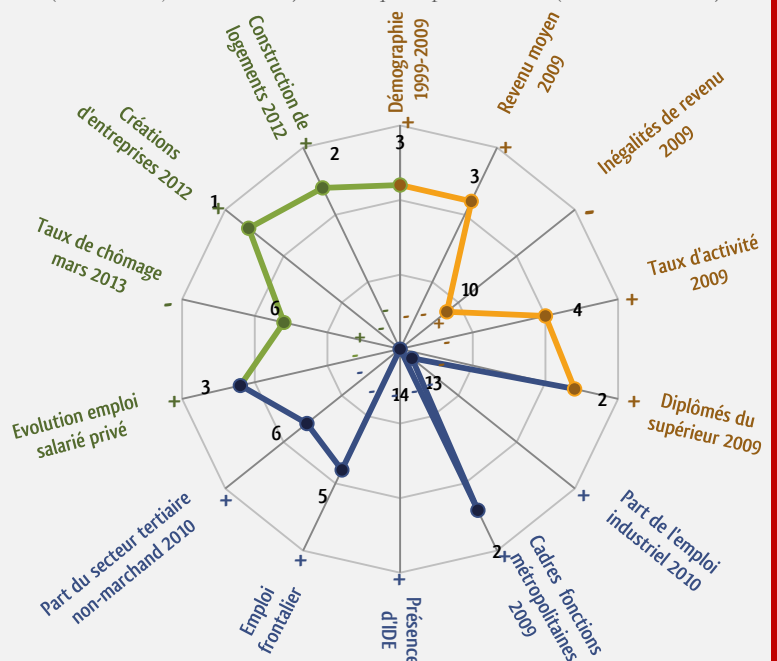 Démographie
1999-2009
3
+
Revenu moyen
2009
3
+
Inégalités de revenu
2009
10
-
Taux d'activité
2009
4
+
Diplômés du
supérieur 2009
2
+
Part de l'emploi
industriel 2010
13
+
Cadres fonctions
métropolitaines
2009
2
+
Présence
d'IDE
14
+
Emploi
frontalier
5
+
Part du secteur tertiaire
non-marchand 2010
6
+
Evolution emploi
salarié privé
3
+
Taux de chômage
mars 2013
6
-
Créations
d'entreprises 2012
1
+
Construction de
logements 2012
2
+